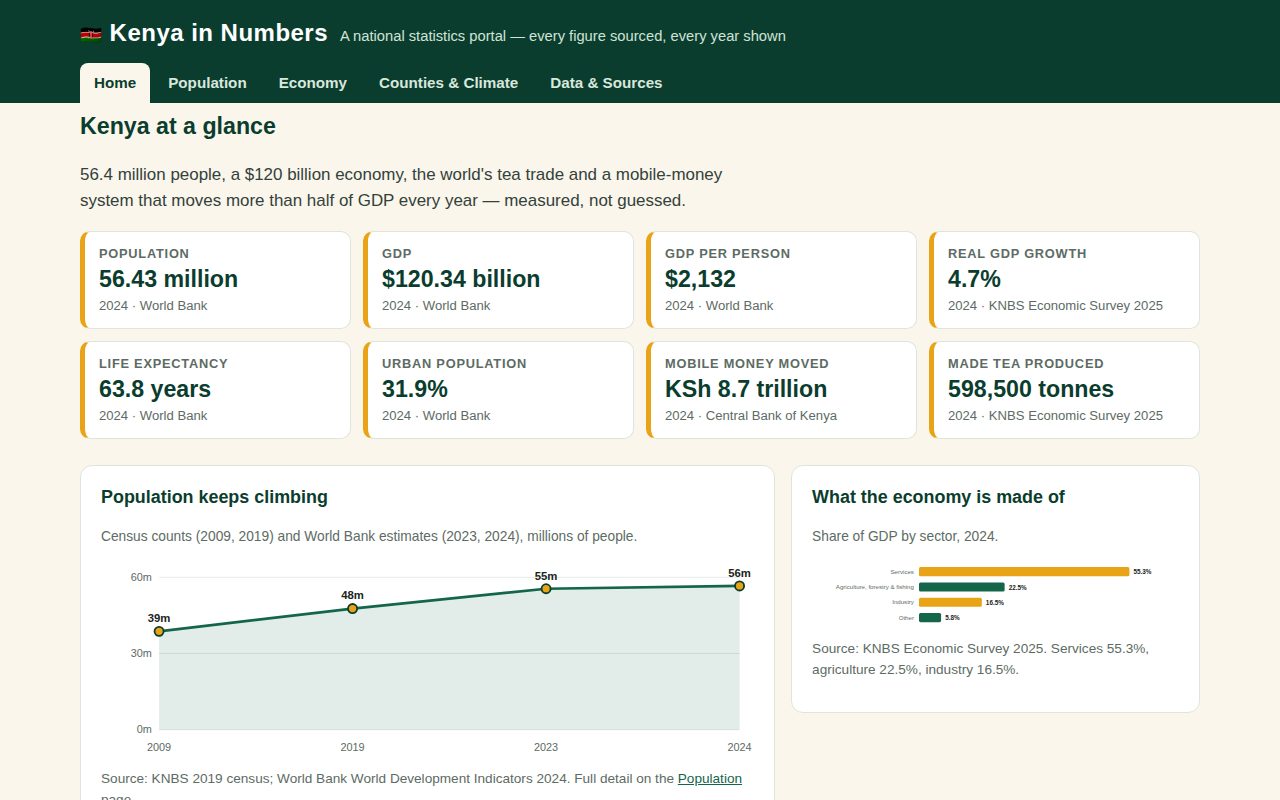 Kenya in Numbers
A national statistics portal — every figure sourced, every year shown
Home
Population
Economy
Counties & Climate
Data & Sources
Kenya at a glance
56.4 million people, a $120 billion economy, the world's tea trade and a mobile-money
system that moves more than half of GDP every year — measured, not guessed.
POPULATION
56.43 million
2024 · World Bank
GDP
$120.34 billion
2024 · World Bank
GDP PER PERSON
$2,132
2024 · World Bank
REAL GDP GROWTH
4.7%
2024 · KNBS Economic Survey 2025
LIFE EXPECTANCY
63.8 years
2024 · World Bank
URBAN POPULATION
31.9%
2024 · World Bank
MOBILE MONEY MOVED
KSh 8.7 trillion
2024 · Central Bank of Kenya
MADE TEA PRODUCED
598,500 tonnes
2024 · KNBS Economic Survey 2025
Population keeps climbing
Census counts (2009, 2019) and World Bank estimates (2023, 2024), millions of people.
60m
30m
0m
39m
48m
55m
56m
2009
2019
2023
2024
Source: KNBS 2019 census; World Bank World Development Indicators 2024. Full detail on the Population
page.
What the economy is made of
Share of GDP by sector, 2024.
Services 55.3%
Agriculture, forestry & fishing 22.5%
Industry 16.5%
Other 5.8%
Source: KNBS Economic Survey 2025. Services 55.3%,
agriculture 22.5%, industry 16.5%.